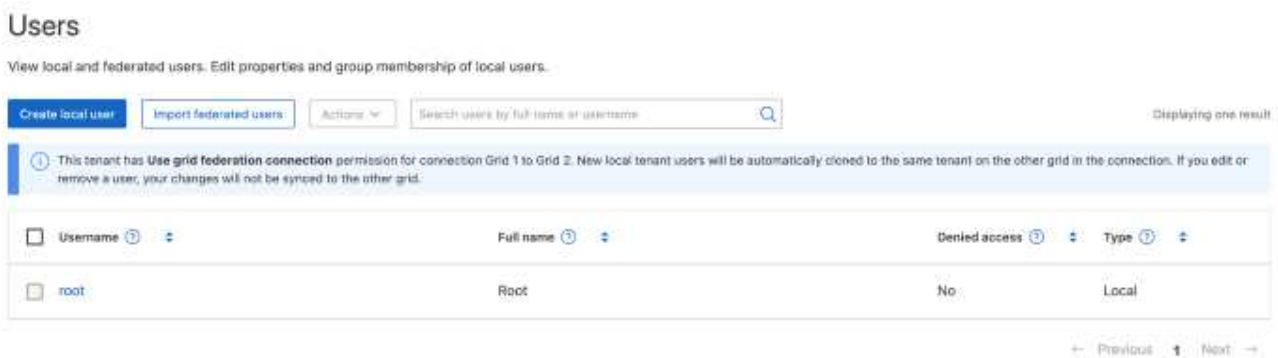 Users
View local and federated users. Edit properties and group membership of local users.
Create local user Import federated users Actions Search users by full name or username Displaying one result
This tenant has Use grid federation connection permission for connection Grid 1 to Grid 2. New local tenant users will be automatically cloned to the same tenant on the other grid in the connection. If you edit or
remove a user, your changes will not be synced to the other grid.
Username Full name Denied access Type
root Root No Local
← Previous 1 Next →